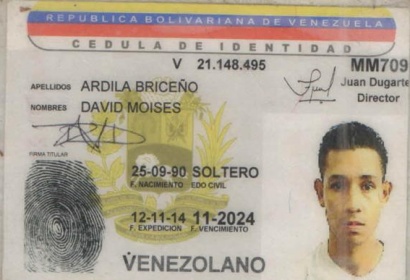 REPUBLICA BOLIVARIANA DE VENEZUELA
CEDULA DE IDENTIDAD
V 21.148.495
MM709
APELLIDOS ARDILA BRICEÑO
Juan Dugarte
Director
NOMBRES DAVID MOISES
FIRMA TITULAR
25-09-90 SOLTERO
F. NACIMIENTO EDO CIVIL
12-11-14 11-2024
F. EXPEDICION F. VENCIMIENTO
VENEZOLANO